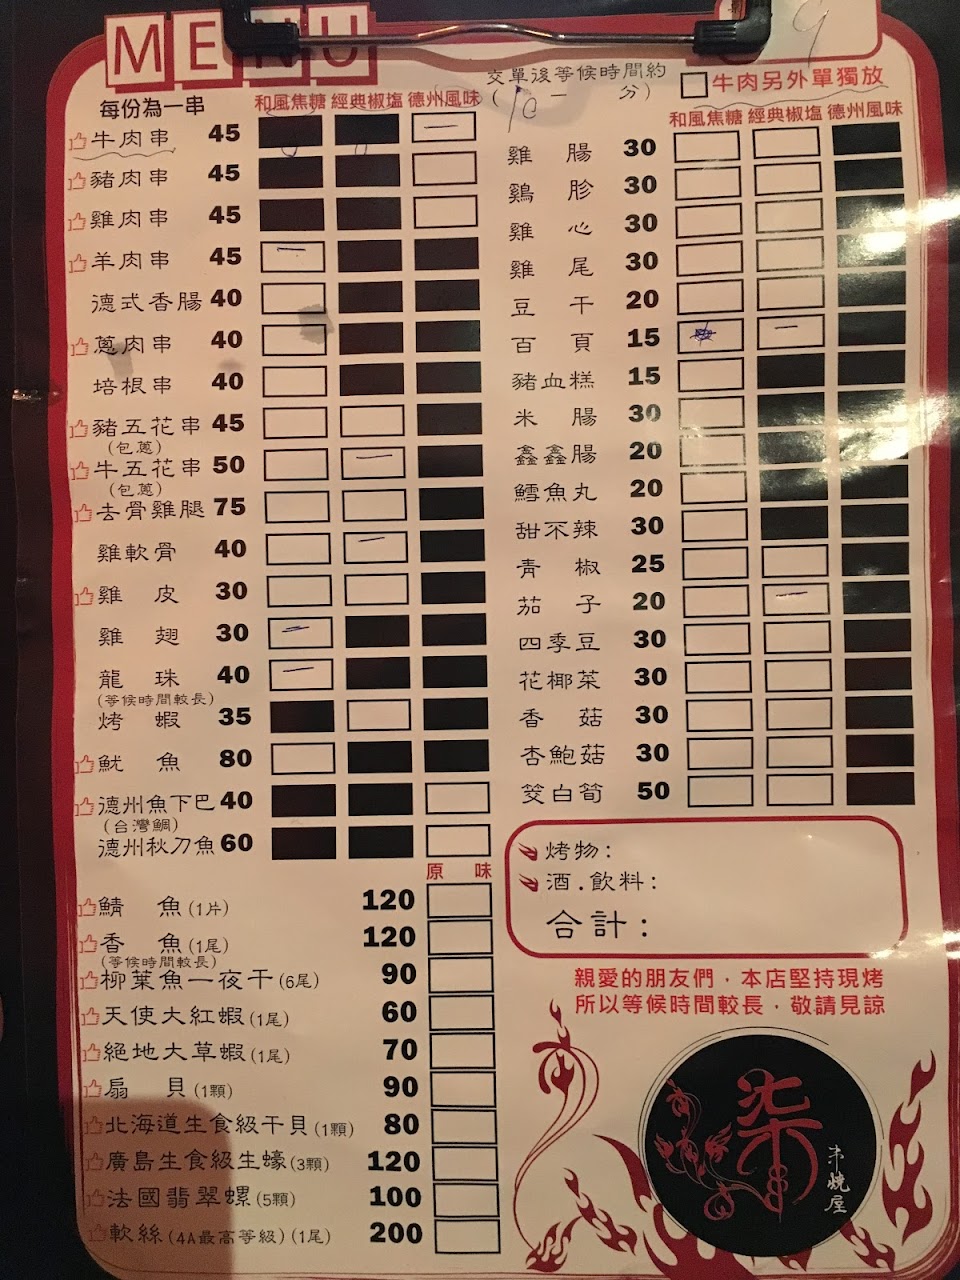 MENU
交單後等候時間約
( 10 - 分)
牛肉另外單獨放
每份為一串 和風焦糖 經典椒塩 德州風味
牛肉串 45
豬肉串 45
雞肉串 45
羊肉串 45
德式香腸 40
蔥肉串 40
培根串 40
豬五花串 45
(包蔥)
牛五花串 50
(包蔥)
去骨雞腿 75
雞軟骨 40
雞皮 30
雞翅 30
龍珠 40
(等候時間較長)
烤蝦 35
魷魚 80
德州魚下巴 40
(台灣鯛)
德州秋刀魚 60
原味
鯖魚(1片) 120
香魚(1尾) 120
(等候時間較長)
柳葉魚一夜干(6尾) 90
天使大紅蝦(1尾) 60
絕地大草蝦(1尾) 70
扇貝(1顆) 90
北海道生食級干貝(1顆) 80
廣島生食級生蠔(3顆) 120
法國翡翠螺(5顆) 100
軟絲(4A最高等級)(1尾) 200
和風焦糖 經典椒塩 德州風味
雞腸 30
鷄胗 30
雞心 30
雞尾 30
豆干 20
百頁 15
豬血糕 15
米腸 30
鑫鑫腸 20
鱈魚丸 20
甜不辣 30
青椒 25
茄子 20
四季豆 30
花椰菜 30
香菇 30
杏鮑菇 30
筊白筍 50
烤物:
酒.飲料:
合計:
親愛的朋友們,本店堅持現烤
所以等候時間較長,敬請見諒
柒
串燒屋